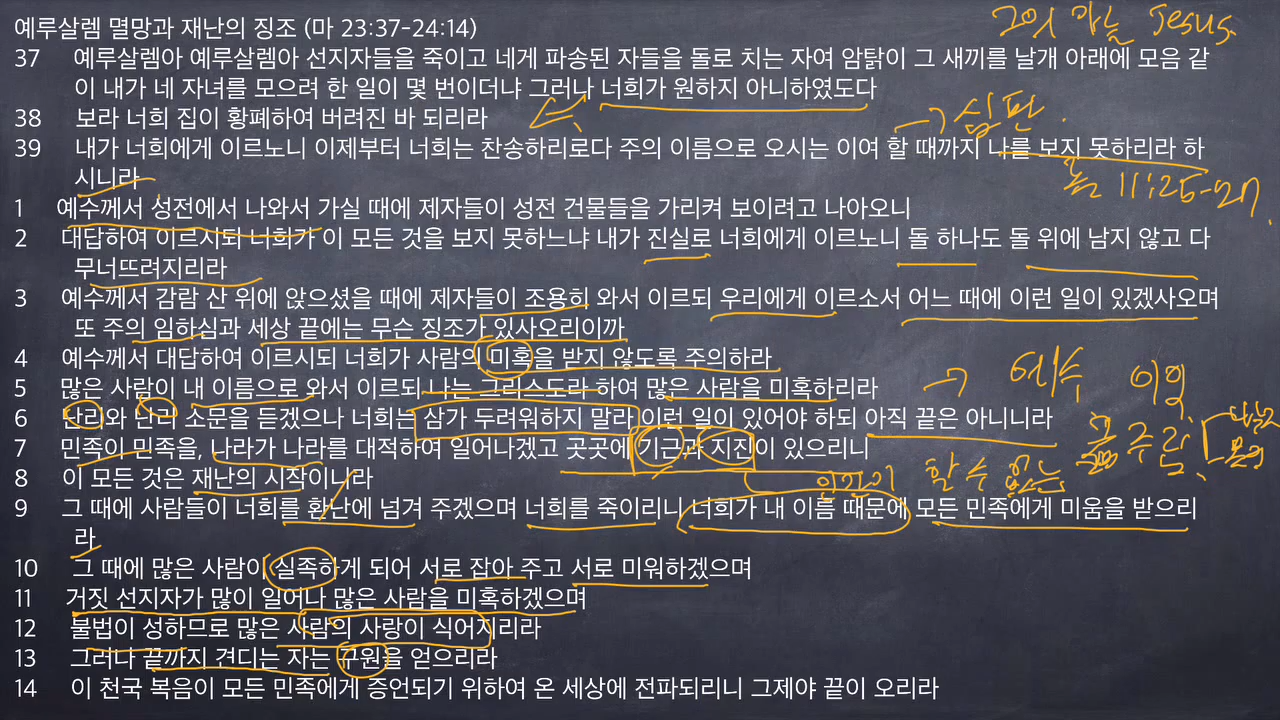 예루살렘 멸망과 재난의 징조 (마 23:37-24:14)
Jesus.
37 예루살렘아 예루살렘아 선지자들을 죽이고 네게 파송된 자들을 돌로 치는 자여 암탉이 그 새끼를 날개 아래에 모음 같
이 내가 네 자녀를 모으려 한 일이 몇 번이더냐 그러나 너희가 원하지 아니하였도다
38 보라 너희 집이 황폐하여 버려진 바 되리라
→ 심판.
39 내가 너희에게 이르노니 이제부터 너희는 찬송하리로다 주의 이름으로 오시는 이여 할 때까지 나를 보지 못하리라 하
시니라
롬 11:25-27.
1 예수께서 성전에서 나와서 가실 때에 제자들이 성전 건물들을 가리켜 보이려고 나아오니
2 대답하여 이르시되 너희가 이 모든 것을 보지 못하느냐 내가 진실로 너희에게 이르노니 돌 하나도 돌 위에 남지 않고 다
무너뜨려지리라
3 예수께서 감람 산 위에 앉으셨을 때에 제자들이 조용히 와서 이르되 우리에게 이르소서 어느 때에 이런 일이 있겠사오며
또 주의 임하심과 세상 끝에는 무슨 징조가 있사오리이까
4 예수께서 대답하여 이르시되 너희가 사람의 미혹을 받지 않도록 주의하라
5 많은 사람이 내 이름으로 와서 이르되 나는 그리스도라 하여 많은 사람을 미혹하리라
→ 예수 이외
6 난리와 난리 소문을 듣겠으나 너희는 삼가 두려워하지 말라 이런 일이 있어야 하되 아직 끝은 아니니라
7 민족이 민족을, 나라가 나라를 대적하여 일어나겠고 곳곳에 기근과 지진이 있으리니
굶주림
8 이 모든 것은 재난의 시작이니라
인간이 할 수 없는
9 그 때에 사람들이 너희를 환난에 넘겨 주겠으며 너희를 죽이리니 너희가 내 이름 때문에 모든 민족에게 미움을 받으리
라
10 그 때에 많은 사람이 실족하게 되어 서로 잡아 주고 서로 미워하겠으며
11 거짓 선지자가 많이 일어나 많은 사람을 미혹하겠으며
12 불법이 성하므로 많은 사람의 사랑이 식어지리라
13 그러나 끝까지 견디는 자는 구원을 얻으리라
14 이 천국 복음이 모든 민족에게 증언되기 위하여 온 세상에 전파되리니 그제야 끝이 오리라